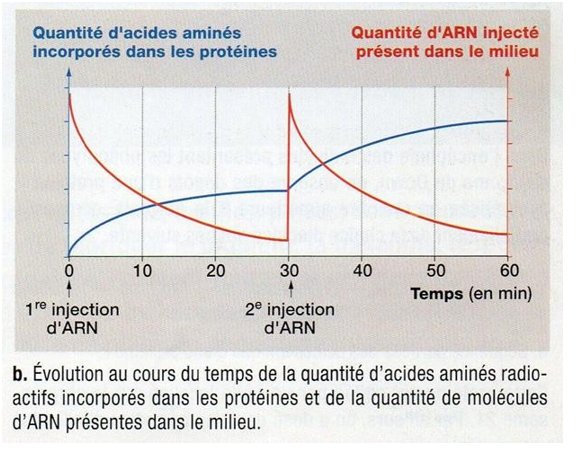 Quantité d'acides aminés
incorporés dans les protéines
Quantité d'ARN injecté
présent dans le milieu
0 10 20 30 40 50 60
Temps (en min)
1re injection
d'ARN
2e injection
d'ARN
b. Évolution au cours du temps de la quantité d'acides aminés radio-
actifs incorporés dans les protéines et de la quantité de molécules
d'ARN présentes dans le milieu.